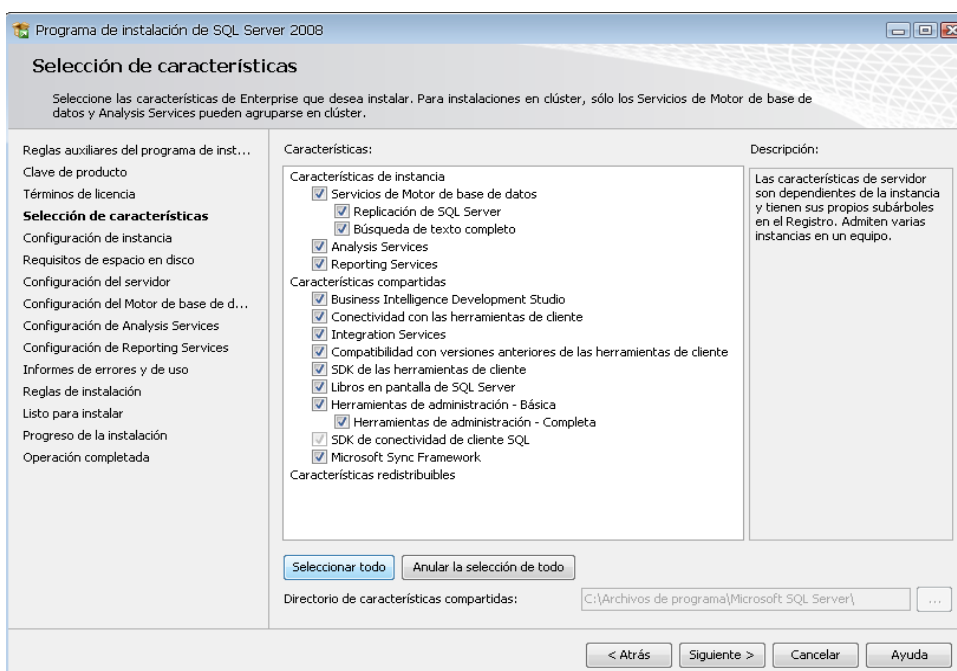 Programa de instalación de SQL Server 2008
Selección de características
Seleccione las características de Enterprise que desea instalar. Para instalaciones en clúster, sólo los Servicios de Motor de base de
datos y Analysis Services pueden agruparse en clúster.
Reglas auxiliares del programa de inst...
Clave de producto
Términos de licencia
Selección de características
Configuración de instancia
Requisitos de espacio en disco
Configuración del servidor
Configuración del Motor de base de d...
Configuración de Analysis Services
Configuración de Reporting Services
Informes de errores y de uso
Reglas de instalación
Listo para instalar
Progreso de la instalación
Operación completada
Características:
Características de instancia
Servicios de Motor de base de datos
Replicación de SQL Server
Búsqueda de texto completo
Analysis Services
Reporting Services
Características compartidas
Business Intelligence Development Studio
Conectividad con las herramientas de cliente
Integration Services
Compatibilidad con versiones anteriores de las herramientas de cliente
SDK de las herramientas de cliente
Libros en pantalla de SQL Server
Herramientas de administración - Básica
Herramientas de administración - Completa
SDK de conectividad de cliente SQL
Microsoft Sync Framework
Características redistribuibles
Descripción:
Las características de servidor
son dependientes de la instancia
y tienen sus propios subárboles
en el Registro. Admiten varias
instancias en un equipo.
Seleccionar todo
Anular la selección de todo
Directorio de características compartidas:
C:\Archivos de programa\Microsoft SQL Server\
...
< Atrás
Siguiente >
Cancelar
Ayuda